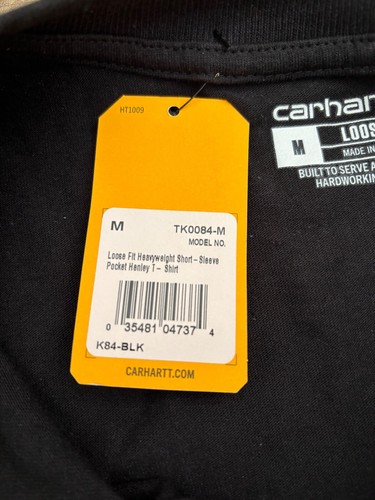 HT1009
carhartt
M LOOS
MADE IN
BUILT TO SERVE A
HARDWORKIN
M TK0084-M
MODEL NO.
Loose Fit Heavyweight Short-Sleeve
Pocket Henley T- Shirt
0 35481 04737 4
K84-BLK
CARHARTT.COM